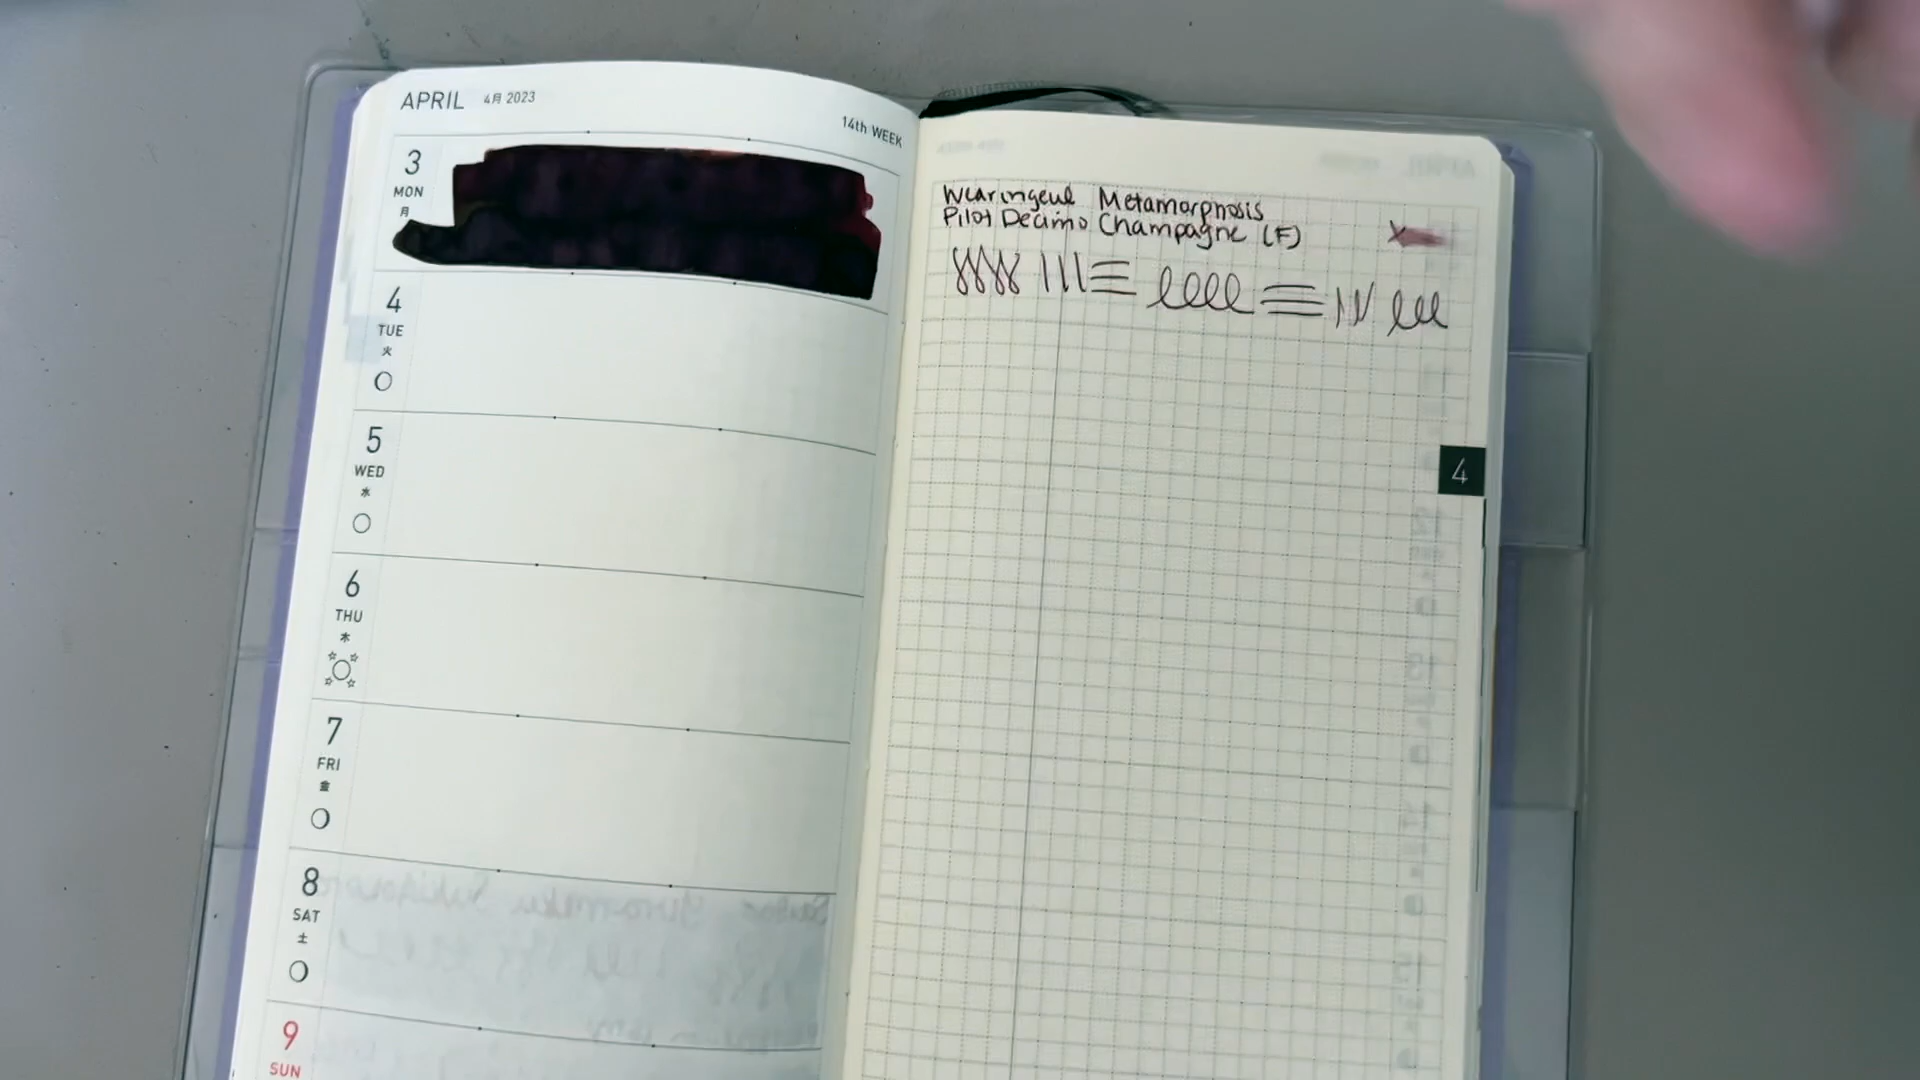 APRIL 4月 2023
14th WEEK
3
MON
月
4
TUE
火
5
WED
水
6
THU
木
7
FRI
金
8
SAT
土
9
SUN
Wearingeul Metamorphosis
Pilot Decimo Champagne (F)
X
4